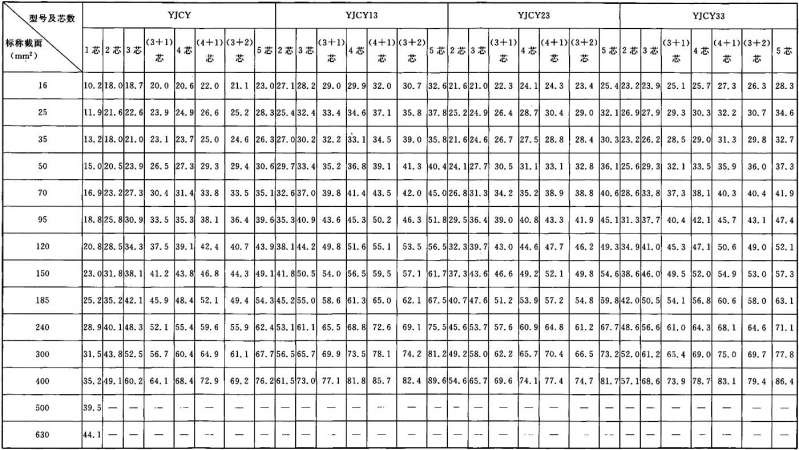 型号及芯数 YJCY YJCY13 YJCY23 YJCY33
标称截面（mm²） 1芯 2芯 3芯 (3+1)芯 4芯 (4+1)芯 (3+2)芯 5芯 2芯 3芯 (3+1)芯 4芯 (4+1)芯 (3+2)芯 5芯 2芯 3芯 (3+1)芯 4芯 (4+1)芯 (3+2)芯 5芯 2芯 3芯 (3+1)芯 4芯 (4+1)芯 (3+2)芯 5芯
16 10.2 18.0 18.7 20.0 20.6 22.0 21.1 23.0 27.1 28.2 29.0 29.9 32.0 30.7 32.6 21.6 21.0 22.3 24.1 24.3 23.4 25.4 23.2 23.9 25.1 25.7 27.3 26.3 28.3
25 11.9 21.6 22.6 23.9 24.9 26.6 25.2 28.3 25.4 32.4 33.4 34.6 37.1 35.8 37.8 25.2 24.9 26.4 28.7 30.4 29.0 32.1 26.9 27.9 29.3 30.3 32.2 30.7 34.6
35 13.2 18.0 21.0 23.1 23.7 25.0 24.6 26.3 27.0 30.2 32.2 33.1 34.5 39.0 35.8 21.6 24.6 26.7 27.5 28.8 28.4 30.3 23.2 26.2 28.5 29.0 31.3 29.8 32.7
50 15.0 20.5 23.9 26.5 27.3 29.3 29.4 30.6 29.7 33.4 35.2 36.8 39.1 41.3 40.4 24.1 27.7 30.5 31.1 33.1 32.8 36.1 25.6 29.3 32.1 33.5 35.9 36.0 37.3
70 16.9 23.2 27.3 30.4 31.4 33.8 33.5 35.1 32.6 37.0 39.8 41.4 43.5 42.0 45.0 26.8 31.3 34.2 35.2 38.9 38.8 40.6 28.6 33.8 37.3 38.1 40.3 40.4 41.9
95 18.8 25.8 30.9 33.5 35.3 38.1 36.4 39.6 35.3 40.9 43.6 45.3 50.2 46.3 51.8 29.5 36.4 39.0 40.8 43.3 41.9 45.1 31.3 37.7 40.4 42.1 45.7 43.1 47.4
120 20.8 28.5 34.3 37.5 39.1 42.4 40.7 43.9 38.1 44.2 49.8 51.6 55.1 53.5 56.5 32.3 39.7 43.0 44.6 47.7 46.2 49.3 34.9 41.0 45.3 47.1 50.6 49.0 52.1
150 23.0 31.8 38.1 41.2 43.8 46.8 44.3 49.1 41.8 50.5 54.0 56.5 59.5 57.1 61.7 37.3 43.6 46.6 49.2 52.1 49.8 54.6 38.6 46.0 49.5 52.0 54.9 53.0 57.3
185 25.2 35.2 42.1 45.9 48.4 52.1 49.4 54.3 45.2 55.0 58.6 61.3 65.0 62.1 67.5 40.7 47.6 51.2 53.9 57.2 54.8 59.8 42.0 50.5 54.1 56.8 60.6 58.0 63.1
240 28.9 40.1 48.3 52.1 55.4 59.6 55.9 62.4 53.1 61.1 65.5 68.8 72.6 69.1 75.5 45.6 53.7 57.6 60.9 64.8 61.2 67.7 48.6 56.6 61.0 64.3 68.1 64.6 71.1
300 31.5 43.8 52.5 56.7 60.4 64.9 61.1 67.7 56.5 65.7 69.9 73.5 78.1 74.2 81.2 49.2 58.0 62.2 65.7 70.4 66.5 73.2 52.0 61.2 65.4 69.0 75.0 69.7 77.8
400 35.2 49.1 60.2 64.1 68.4 72.9 69.2 76.2 61.5 73.0 77.1 81.8 85.7 82.4 89.6 54.6 65.7 69.6 74.1 77.4 74.7 81.7 57.1 68.6 73.9 78.7 83.1 79.4 86.4
500 39.5 — — — — — — — — — — — — — — — — — — — — — — — — — — — —
630 44.1 — — — — — — — — — — — — — — — — — — — — — — — — — — — —